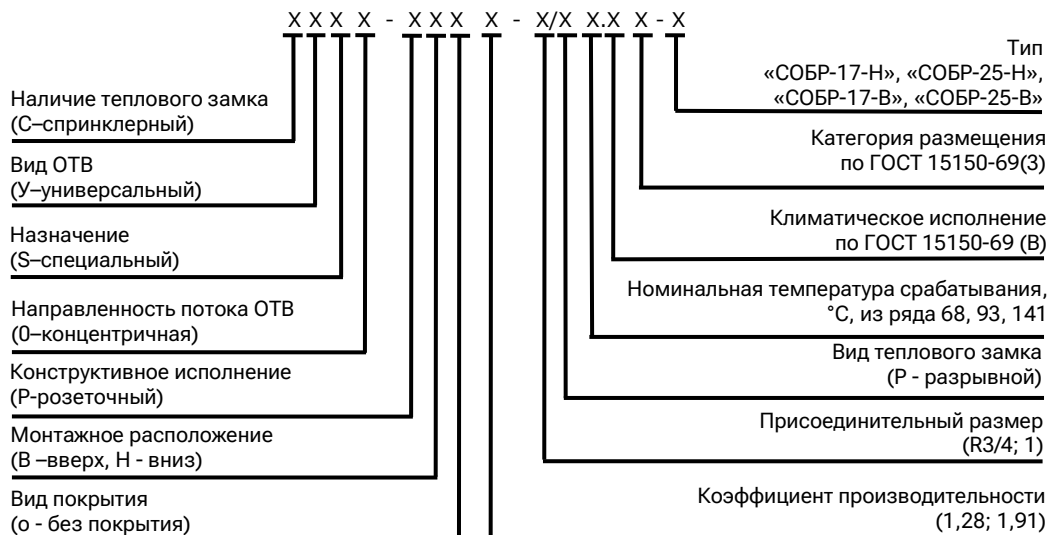 X X X X - X X X X - X/X X.X X - X
Наличие теплового замка
(С–спринклерный)
Вид ОТВ
(У–универсальный)
Назначение
(S–специальный)
Направленность потока ОТВ
(0–концентричная)
Конструктивное исполнение
(Р-розеточный)
Монтажное расположение
(В –вверх, Н - вниз)
Вид покрытия
(о - без покрытия)
Тип
«СОБР-17-Н», «СОБР-25-Н»,
«СОБР-17-В», «СОБР-25-В»
Категория размещения
по ГОСТ 15150-69(3)
Климатическое исполнение
по ГОСТ 15150-69 (В)
Номинальная температура срабатывания,
°С, из ряда 68, 93, 141
Вид теплового замка
(Р - разрывной)
Присоединительный размер
(R3/4; 1)
Коэффициент производительности
(1,28; 1,91)